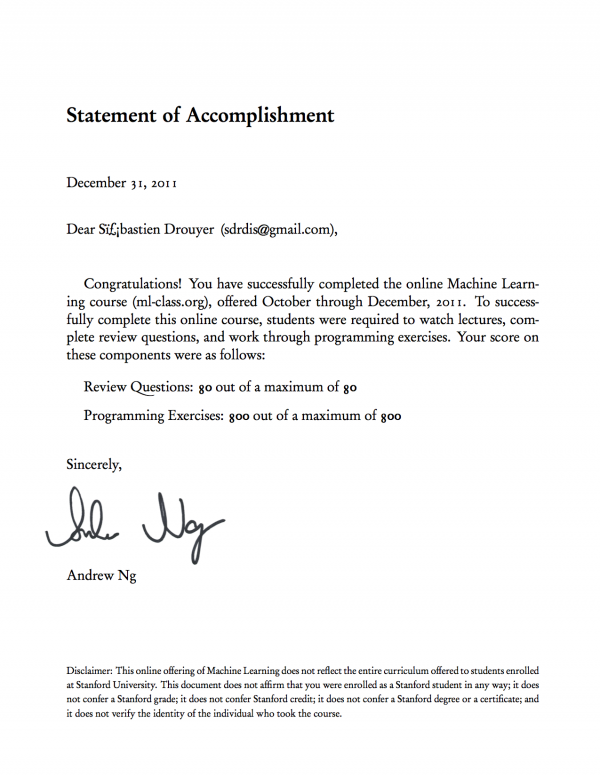 Statement of Accomplishment
December 31, 2011
Dear Sï£¡bastien Drouyer (sdrdis@gmail.com),
Congratulations! You have successfully completed the online Machine Learn-
ing course (ml-class.org), offered October through December, 2011. To success-
fully complete this online course, students were required to watch lectures, com-
plete review questions, and work through programming exercises. Your score on
these components were as follows:
Review Questions: 80 out of a maximum of 80
Programming Exercises: 800 out of a maximum of 800
Sincerely,
Andrew Ng
Disclaimer: This online offering of Machine Learning does not reflect the entire curriculum offered to students enrolled
at Stanford University. This document does not affirm that you were enrolled as a Stanford student in any way; it does
not confer a Stanford grade; it does not confer Stanford credit; it does not confer a Stanford degree or a certificate; and
it does not verify the identity of the individual who took the course.